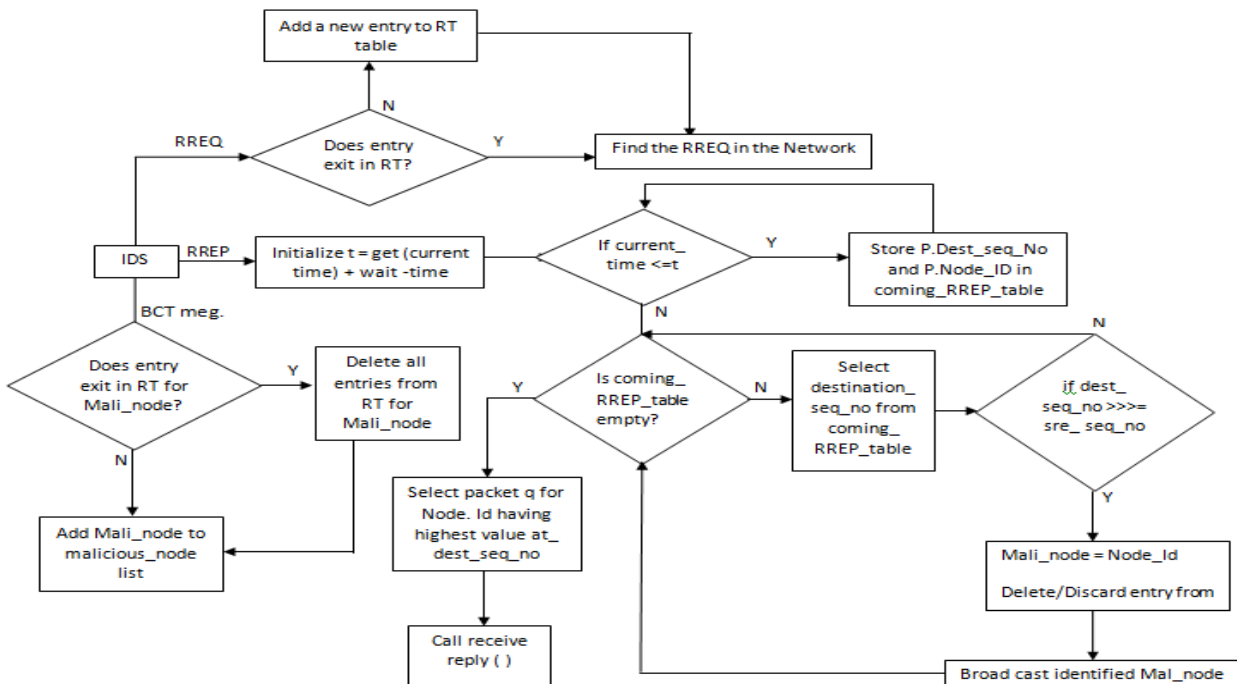 Add a new entry to RT
table
N
RREQ
Does entry
exit in RT?
Y
Find the RREQ in the Network
IDS
RREP
Initialize t = get (current
time) + wait -time
If current_
time <=t
Y
Store P.Dest_seq_No
and P.Node_ID in
coming_RREP_table
N
BCT meg.
Does entry
exit in RT for
Mali_node?
Y
Delete all
entries from
RT for
Mali_node
N
Add Mali_node to
malicious_node
list
Is coming_
RREP_table
empty?
Y
N
Select
destination_
seq_no from
coming_
RREP_table
if dest_
seq_no >>>=
sre_ seq_no
N
Y
Select packet q for
Node. Id having
highest value at_
dest_seq_no
Call receive
reply ( )
Mali_node = Node_Id
Delete/Discard entry from
Broad cast identified Mal_node